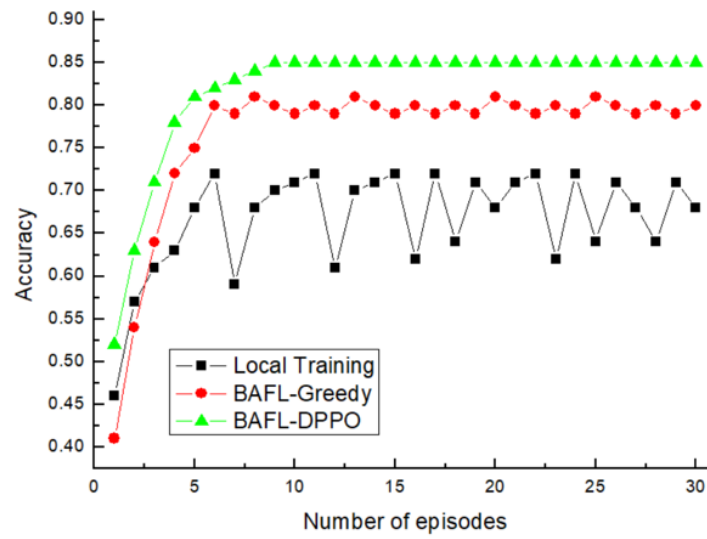 0.90
0.85
0.80
0.75
0.70
0.65
0.60
0.55
0.50
0.45
0.40
Accuracy
Local Training
BAFL-Greedy
BAFL-DPPO
0 5 10 15 20 25 30
Number of episodes